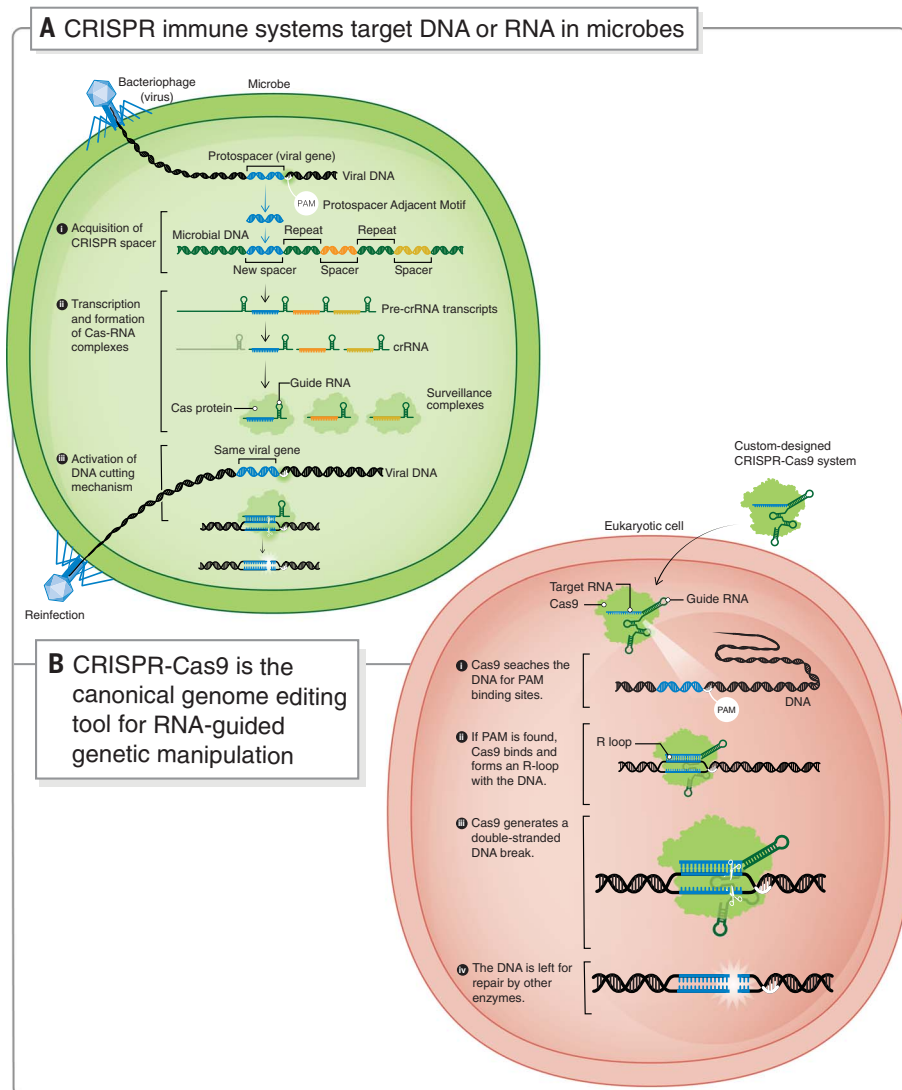 A CRISPR immune systems target DNA or RNA in microbes
Bacteriophage
(virus)
Microbe
Protospacer (viral gene)
Viral DNA
PAM
Protospacer Adjacent Motif
i Acquisition of
CRISPR spacer
Microbial DNA
Repeat
Repeat
New spacer
Spacer
Spacer
ii Transcription
and formation
of Cas-RNA
complexes
Pre-crRNA transcripts
crRNA
Guide RNA
Cas protein
Surveillance
complexes
iii Activation of
DNA cutting
mechanism
Same viral gene
Viral DNA
Reinfection
B CRISPR-Cas9 is the
canonical genome editing
tool for RNA-guided
genetic manipulation
Custom-designed
CRISPR-Cas9 system
Eukaryotic cell
Target RNA
Cas9
Guide RNA
i Cas9 seaches the
DNA for PAM
binding sites.
PAM
DNA
ii If PAM is found,
Cas9 binds and
forms an R-loop
with the DNA.
R loop
iii Cas9 generates a
double-stranded
DNA break.
iv The DNA is left for
repair by other
enzymes.